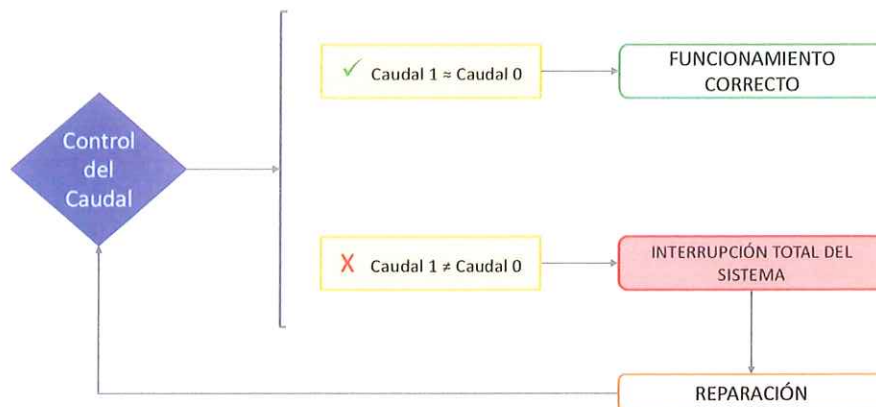 Control
del
Caudal
✓ Caudal 1 ≈ Caudal 0
FUNCIONAMIENTO
CORRECTO
X Caudal 1 ≠ Caudal 0
INTERRUPCIÓN TOTAL DEL
SISTEMA
REPARACIÓN